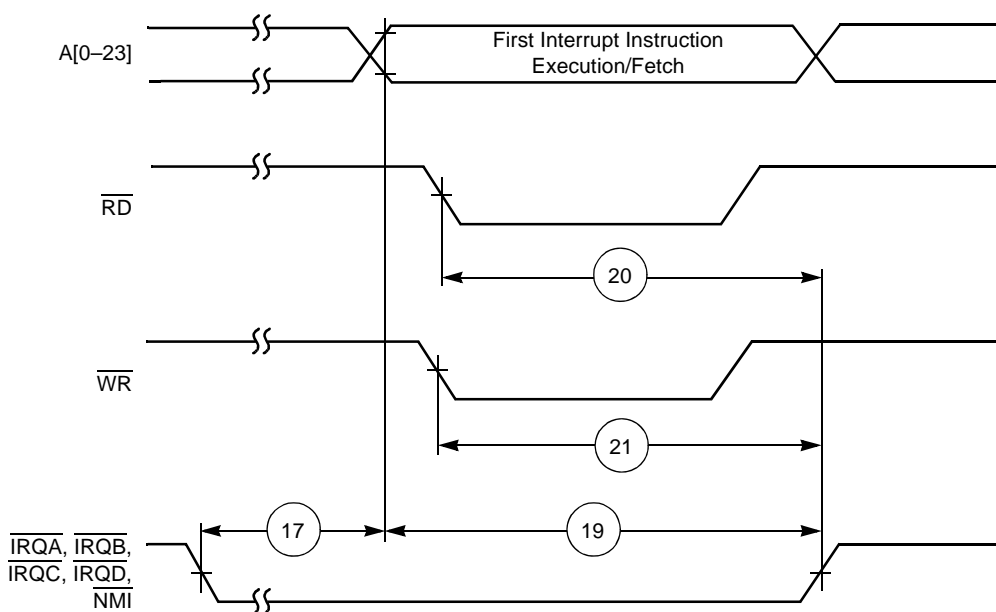 A[0–23]
First Interrupt Instruction
Execution/Fetch
RD
20
WR
21
17
19
IRQA, IRQB,
IRQC, IRQD,
NMI